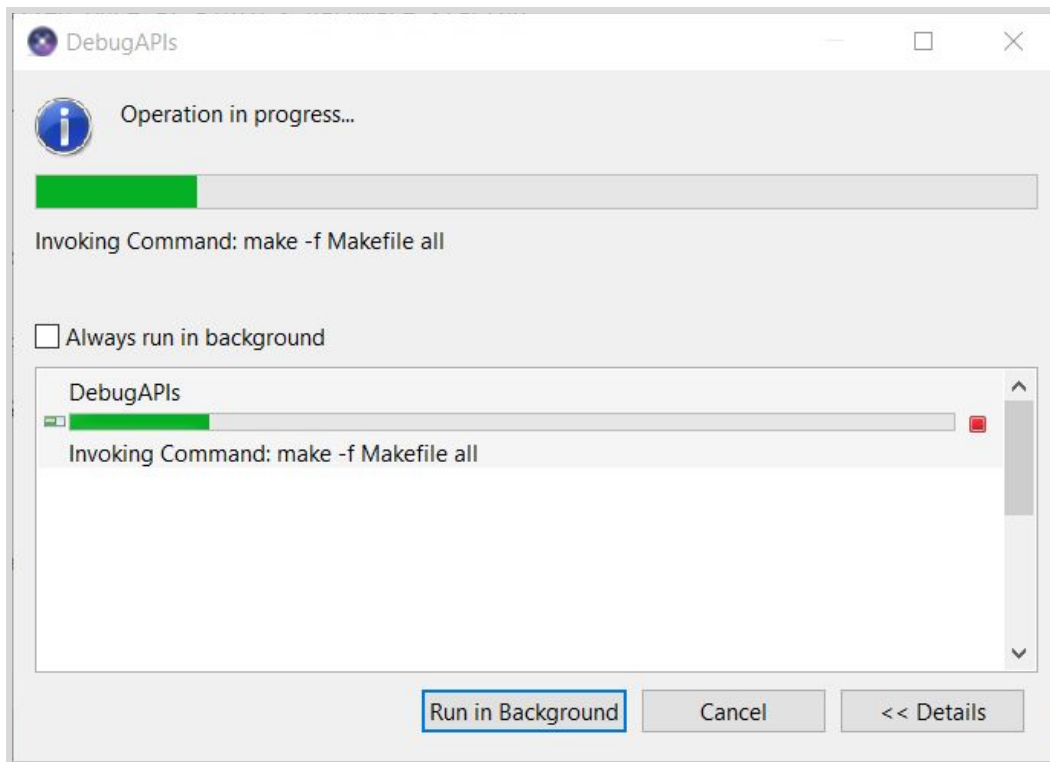 DebugAPIs
Operation in progress...
Invoking Command: make -f Makefile all
Always run in background
DebugAPIs
Invoking Command: make -f Makefile all
Run in Background
Cancel
<< Details